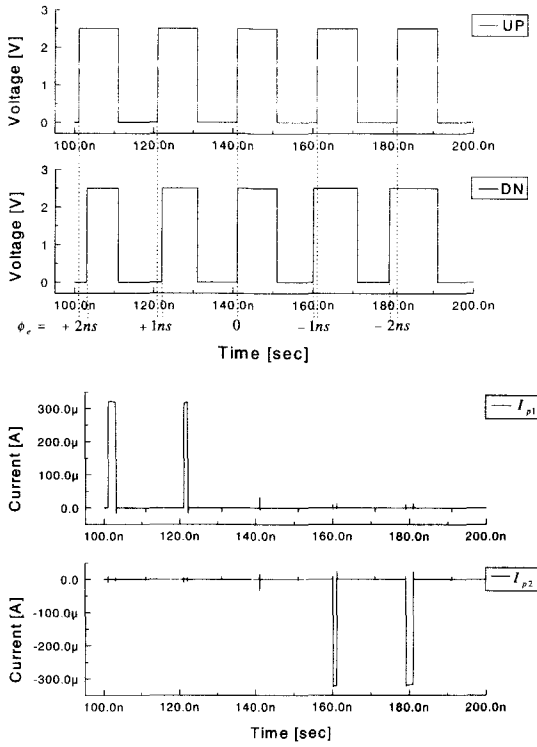 Voltage [V]
3
2
1
0
UP
100.0n 120.0n 140.0n 160.0n 180.0n 200.0n
Voltage [V]
3
2
1
0
DN
100.0n 120.0n 140.0n 160.0n 180.0n 200.0n
ϕe = + 2ns + 1ns 0 − 1ns − 2ns
Time [sec]
Current [A]
300.0µ
200.0µ
100.0µ
0.0
Ip1
100.0n 120.0n 140.0n 160.0n 180.0n 200.0n
Current [A]
0.0
-100.0µ
-200.0µ
-300.0µ
Ip2
100.0n 120.0n 140.0n 160.0n 180.0n 200.0n
Time [sec]